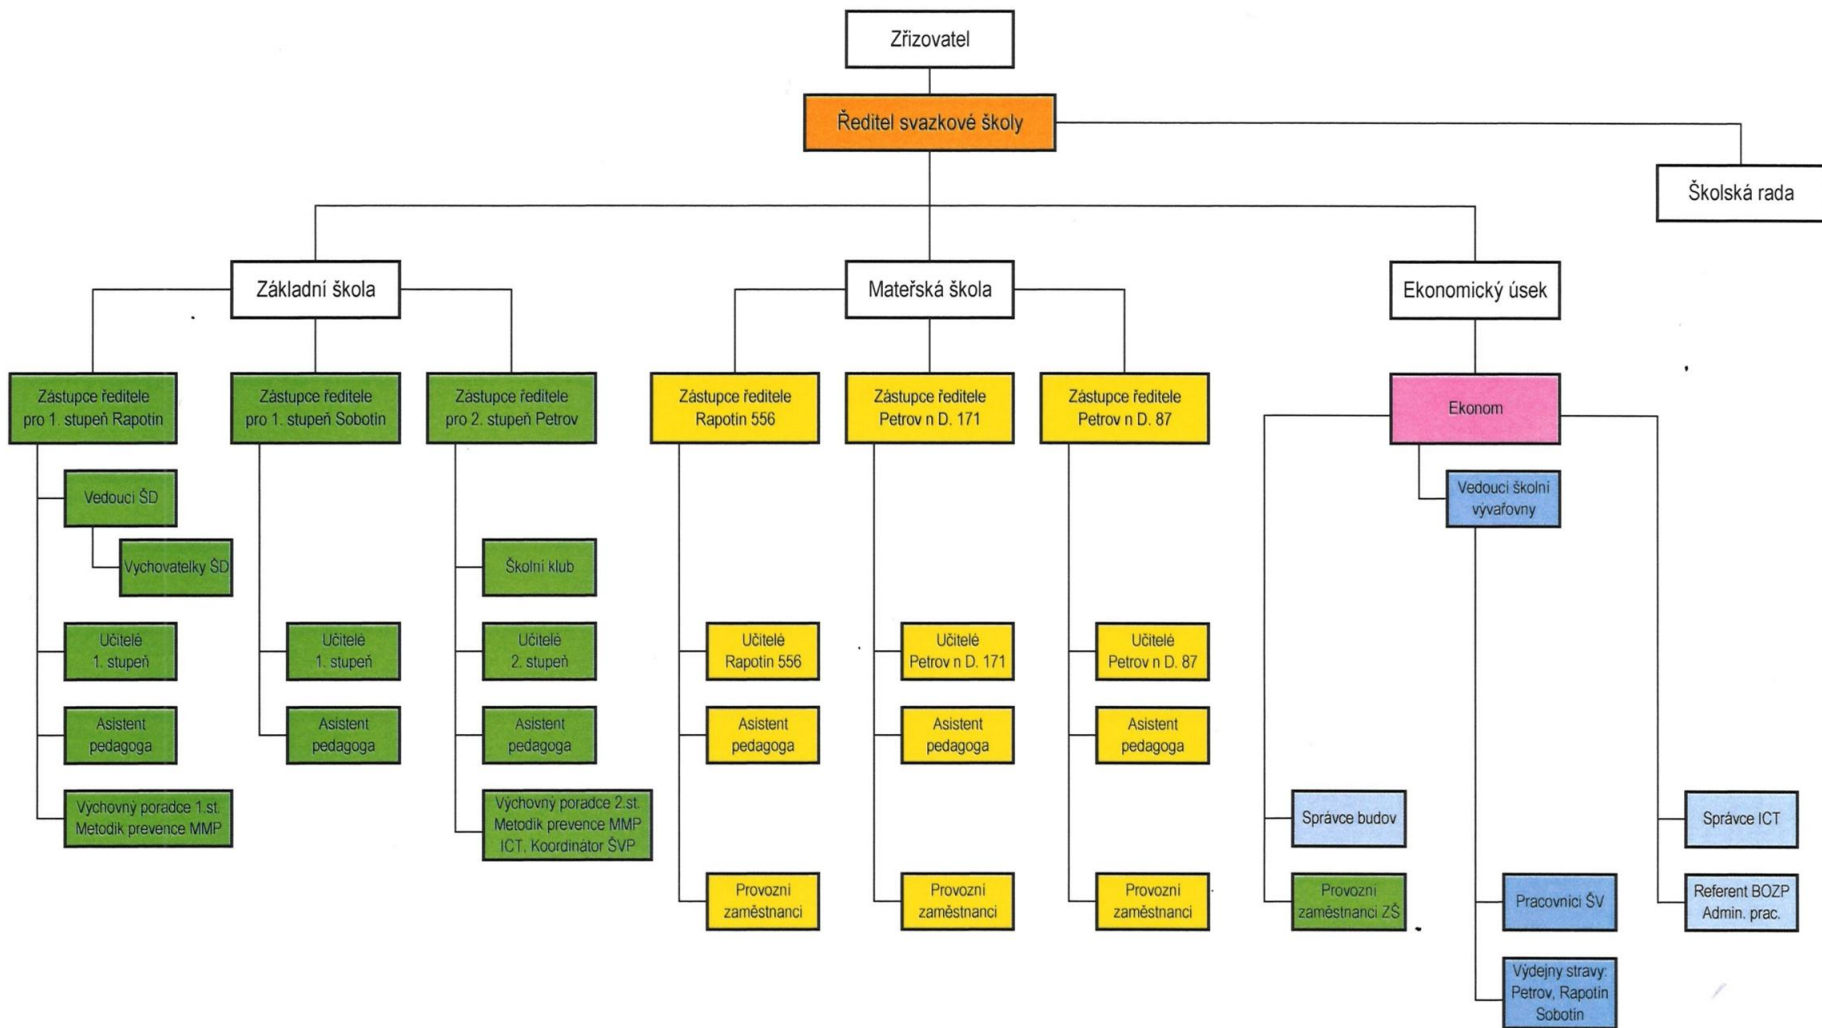 Zřizovatel
Ředitel svazkové školy
Školská rada
Základní škola
Mateřská škola
Ekonomický úsek
Zástupce ředitele
pro 1. stupeň Rapotín
Zástupce ředitele
pro 1. stupeň Sobotín
Zástupce ředitele
pro 2. stupeň Petrov
Zástupce ředitele
Rapotín 556
Zástupce ředitele
Petrov n D. 171
Zástupce ředitele
Petrov n D. 87
Ekonom
Vedoucí ŠD
Vedoucí školní
vývařovny
Vychovatelky ŠD
Školní klub
Učitelé
1. stupeň
Učitelé
1. stupeň
Učitelé
2. stupeň
Učitelé
Rapotín 556
Učitelé
Petrov n D. 171
Učitelé
Petrov n D. 87
Asistent
pedagoga
Asistent
pedagoga
Asistent
pedagoga
Asistent
pedagoga
Asistent
pedagoga
Asistent
pedagoga
Výchovný poradce 1.st.
Metodik prevence MMP
Výchovný poradce 2.st.
Metodik prevence MMP
ICT, Koordinátor ŠVP
Správce budov
Správce ICT
Provozní
zaměstnanci
Provozní
zaměstnanci
Provozní
zaměstnanci
Provozní
zaměstnanci ZŠ
Pracovníci ŠV
Referent BOZP
Admin. prac.
Výdejny stravy:
Petrov, Rapotín
Sobotín